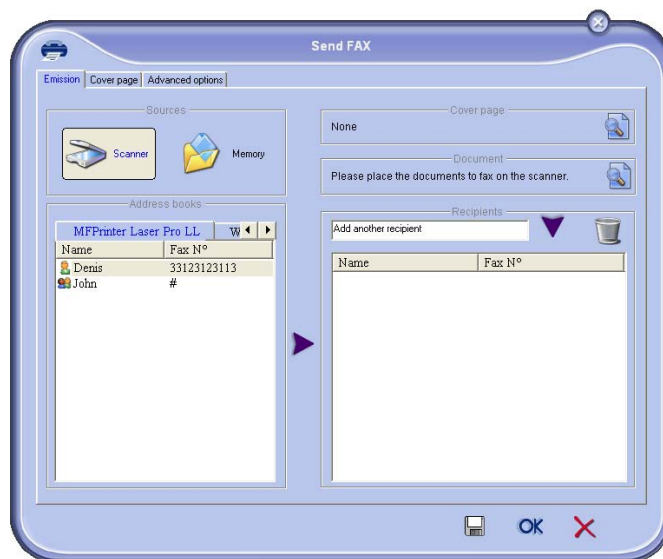 Send FAX
Emission Cover page Advanced options
Sources
Scanner Memory
Address books
MFPrinter Laser Pro LL W
Name Fax Nº
Denis 33123123113
John #
Cover page
None
Document
Please place the documents to fax on the scanner.
Recipients
Add another recipient
Name Fax Nº
OK